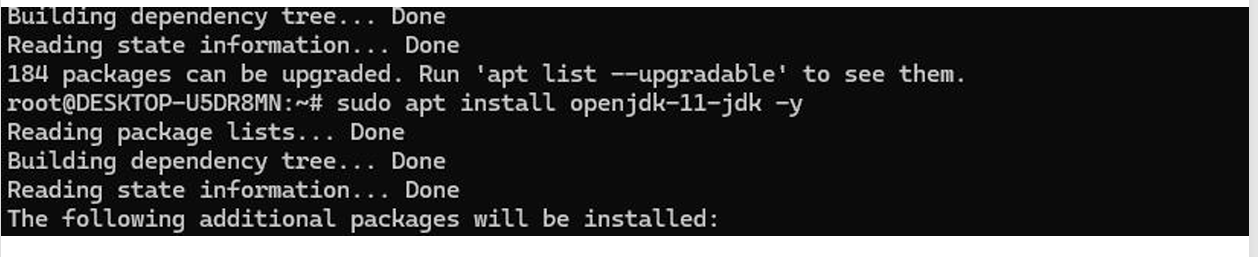 Building dependency tree... Done
Reading state information... Done
184 packages can be upgraded. Run 'apt list --upgradable' to see them.
root@DESKTOP-U5DR8MN:~# sudo apt install openjdk-11-jdk -y
Reading package lists... Done
Building dependency tree... Done
Reading state information... Done
The following additional packages will be installed: